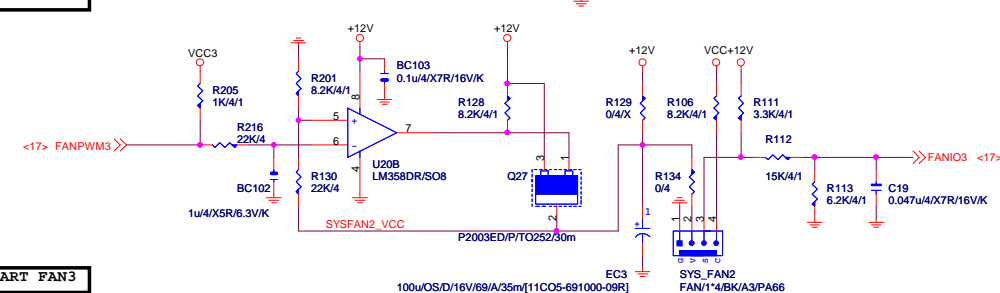 +12V
+12V
VCC3
BC103
0.1u/4/X7R/16V/K
+12V
VCC
+12V
R205
1K/4/1
R201
8.2K/4/1
8
R128
8.2K/4/1
R129
0/4/X
R106
8.2K/4/1
R111
3.3K/4/1
<17> FANPWM3
R216
22K/4
5
+
6
-
7
4
U20B
LM358DR/SO8
3
1
R112
15K/4/1
FANIO3 <17>
BC102
1u/4/X5R/6.3V/K
R130
22K/4
Q27
2
R134
0/4
R113
6.2K/4/1
C19
0.047u/4/X7R/16V/K
SYSFAN2_VCC
P2003ED/P/TO252/30m
+
1
1
2
3
4
G
V
S
C
ART FAN3
EC3
100u/OS/D/16V/69/A/35m/[11CO5-691000-09R]
SYS_FAN2
FAN/1*4/BK/A3/PA66